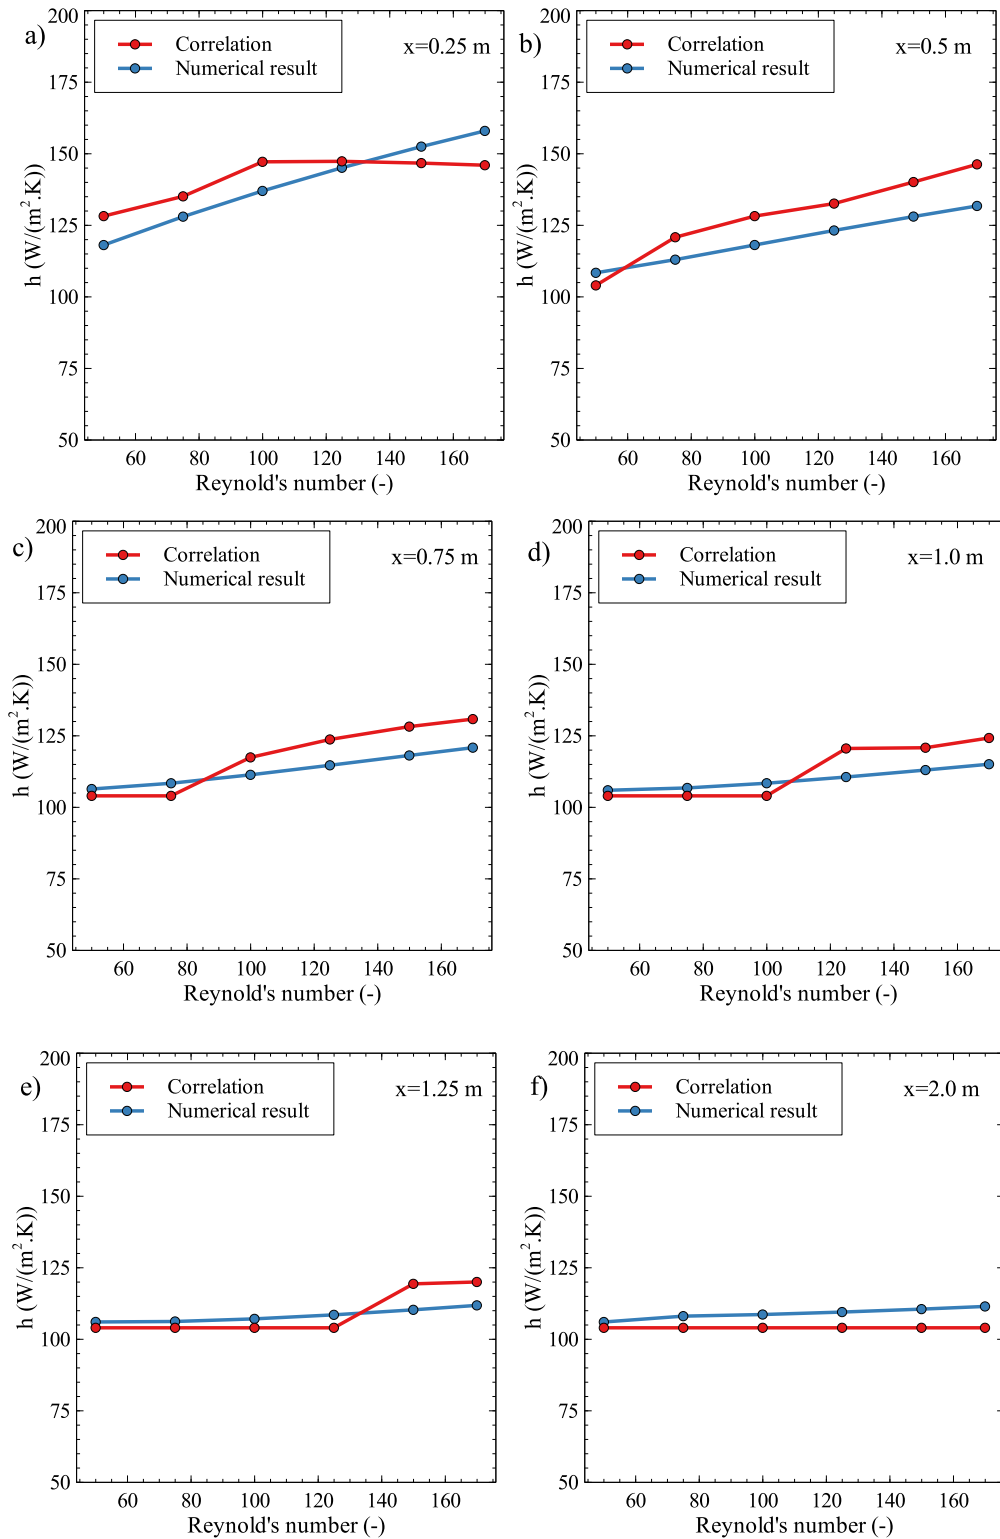 a)
Correlation
Numerical result
x=0.25 m
200
175
150
125
100
75
50
h (W/(m².K))
60 80 100 120 140 160
Reynold's number (-)
b)
Correlation
Numerical result
x=0.5 m
200
175
150
125
100
75
50
h (W/(m².K))
60 80 100 120 140 160
Reynold's number (-)
c)
Correlation
Numerical result
x=0.75 m
200
175
150
125
100
75
50
h (W/(m².K))
60 80 100 120 140 160
Reynold's number (-)
d)
Correlation
Numerical result
x=1.0 m
200
175
150
125
100
75
50
h (W/(m².K))
60 80 100 120 140 160
Reynold's number (-)
e)
Correlation
Numerical result
x=1.25 m
200
175
150
125
100
75
50
h (W/(m².K))
60 80 100 120 140 160
Reynold's number (-)
f)
Correlation
Numerical result
x=2.0 m
200
175
150
125
100
75
50
h (W/(m².K))
60 80 100 120 140 160
Reynold's number (-)